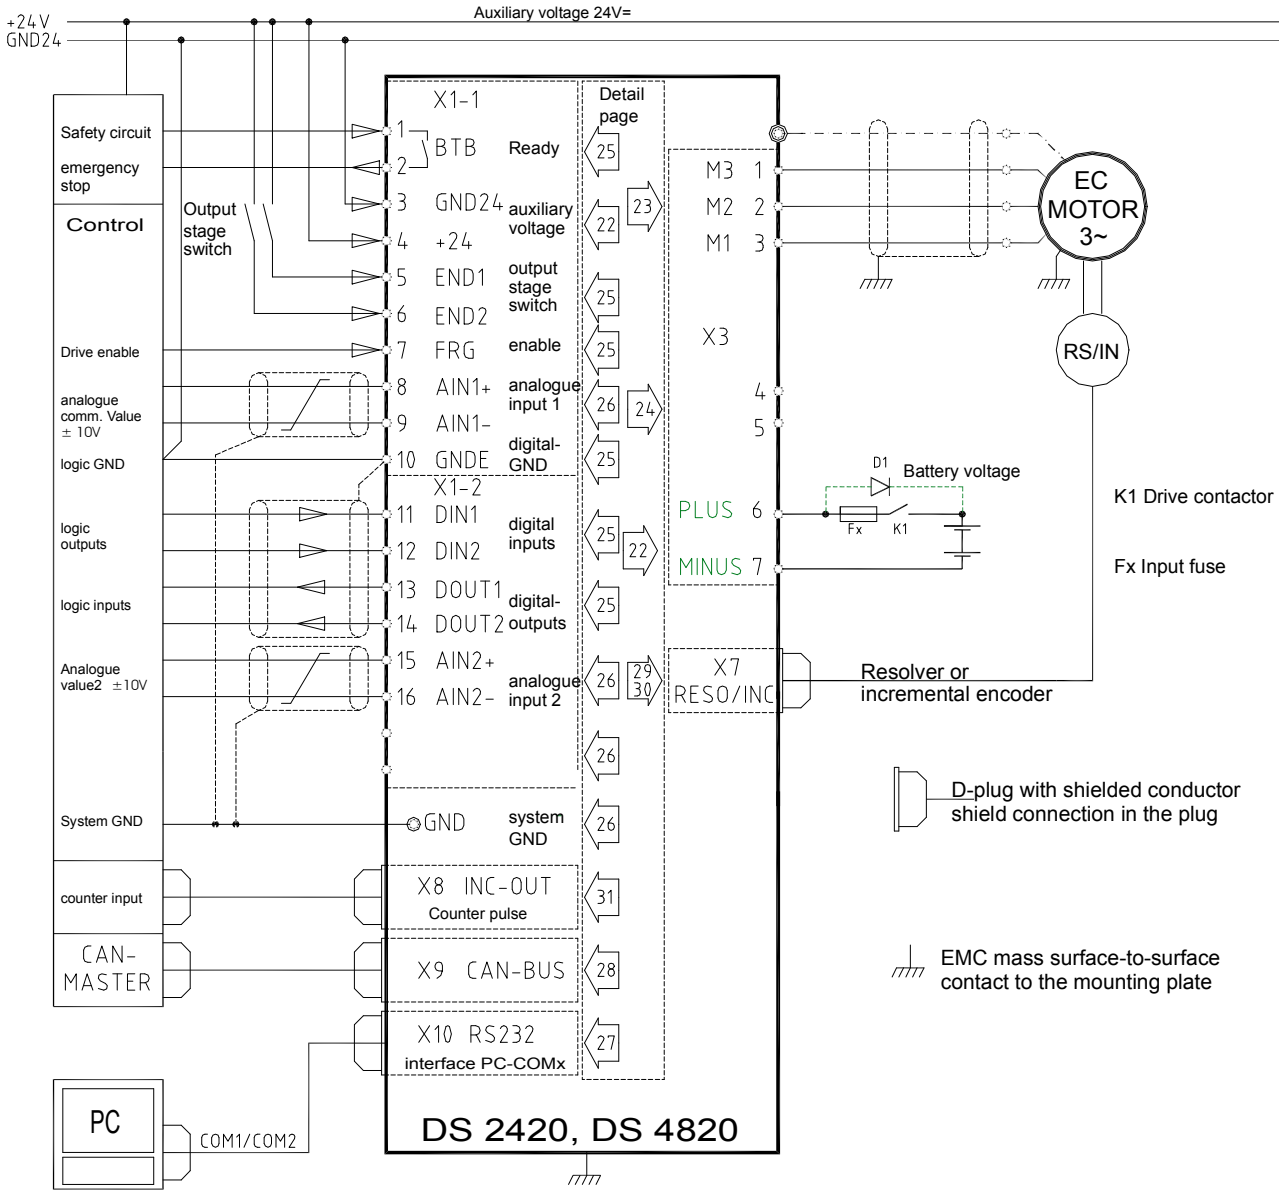 Auxiliary voltage 24V=
+24V
GND24
Safety circuit
emergency
stop
Control
Output
stage
switch
Drive enable
analogue
comm. Value
± 10V
logic GND
logic
outputs
logic inputs
Analogue
value2 ±10V
System GND
counter input
CAN-
MASTER
PC
COM1/COM2
X1-1
1
2 BTB Ready
3 GND24 auxiliary
voltage
4 +24
5 END1 output
stage
switch
6 END2
7 FRG enable
8 AIN1+ analogue
input 1
9 AIN1-
10 GNDE digital-
GND
X1-2
11 DIN1 digital
inputs
12 DIN2
13 DOUT1 digital-
outputs
14 DOUT2
15 AIN2+
analogue
input 2
16 AIN2-
GND system
GND
X8 INC-OUT
Counter pulse
X9 CAN-BUS
X10 RS232
interface PC-COMx
Detail
page
25
23
22
25
25
26
24
25
25
22
25
26
29
30
26
26
31
28
27
M3 1
M2 2
M1 3
X3
4
5
PLUS 6
MINUS 7
X7
RESO/INC
DS 2420, DS 4820
EC
MOTOR
3~
RS/IN
D1
Battery voltage
Fx
K1
K1 Drive contactor
Fx Input fuse
Resolver or
incremental encoder
D-plug with shielded conductor
shield connection in the plug
EMC mass surface-to-surface
contact to the mounting plate